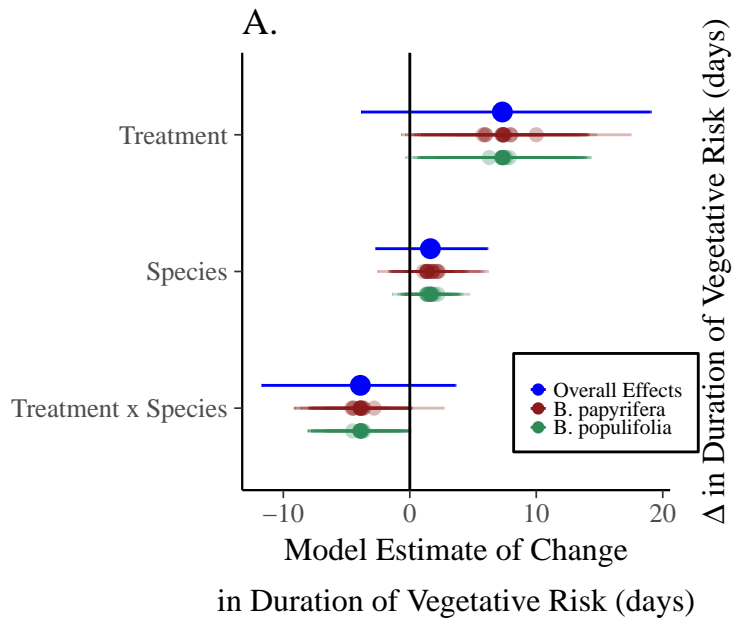 A.
Treatment
Species
Treatment x Species
Overall Effects
B. papyrifera
B. populifolia
−10
0
10
20
Model Estimate of Change
in Duration of Vegetative Risk (days)
Δ in Duration of Vegetative Risk (days)